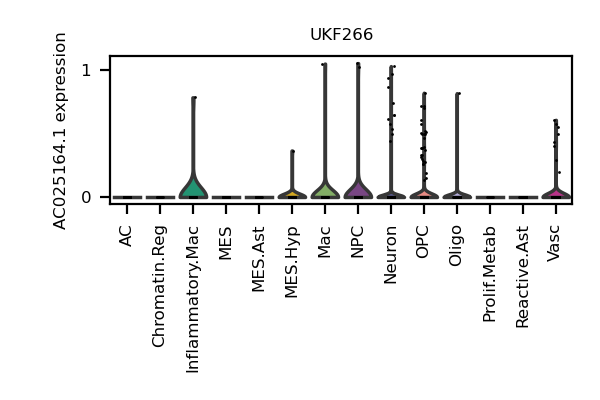 UKF266
AC025164.1 expression
1
0
AC
Chromatin.Reg
Inflammatory.Mac
MES
MES.Ast
MES.Hyp
Mac
NPC
Neuron
OPC
Oligo
Prolif.Metab
Reactive.Ast
Vasc